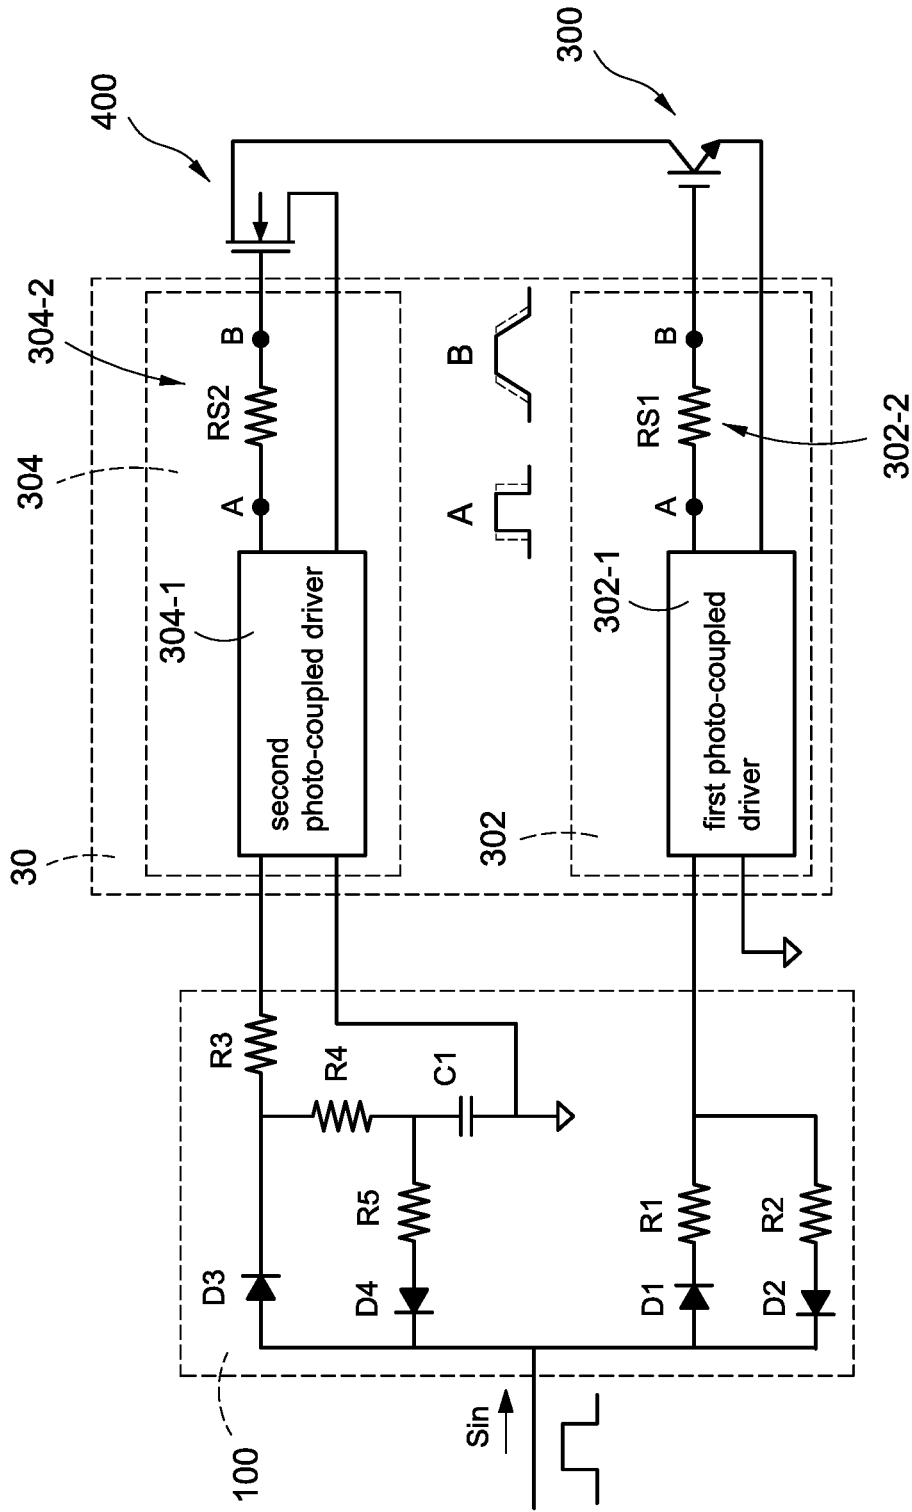 400
300
304-2
304
304-1
30
RS2
A
B
second
photo-coupled driver
A
B
302
302-1
302-2
RS1
A
B
first photo-coupled
driver
100
Sin
D3
R3
R4
C1
R5
D4
D1
R1
D2
R2